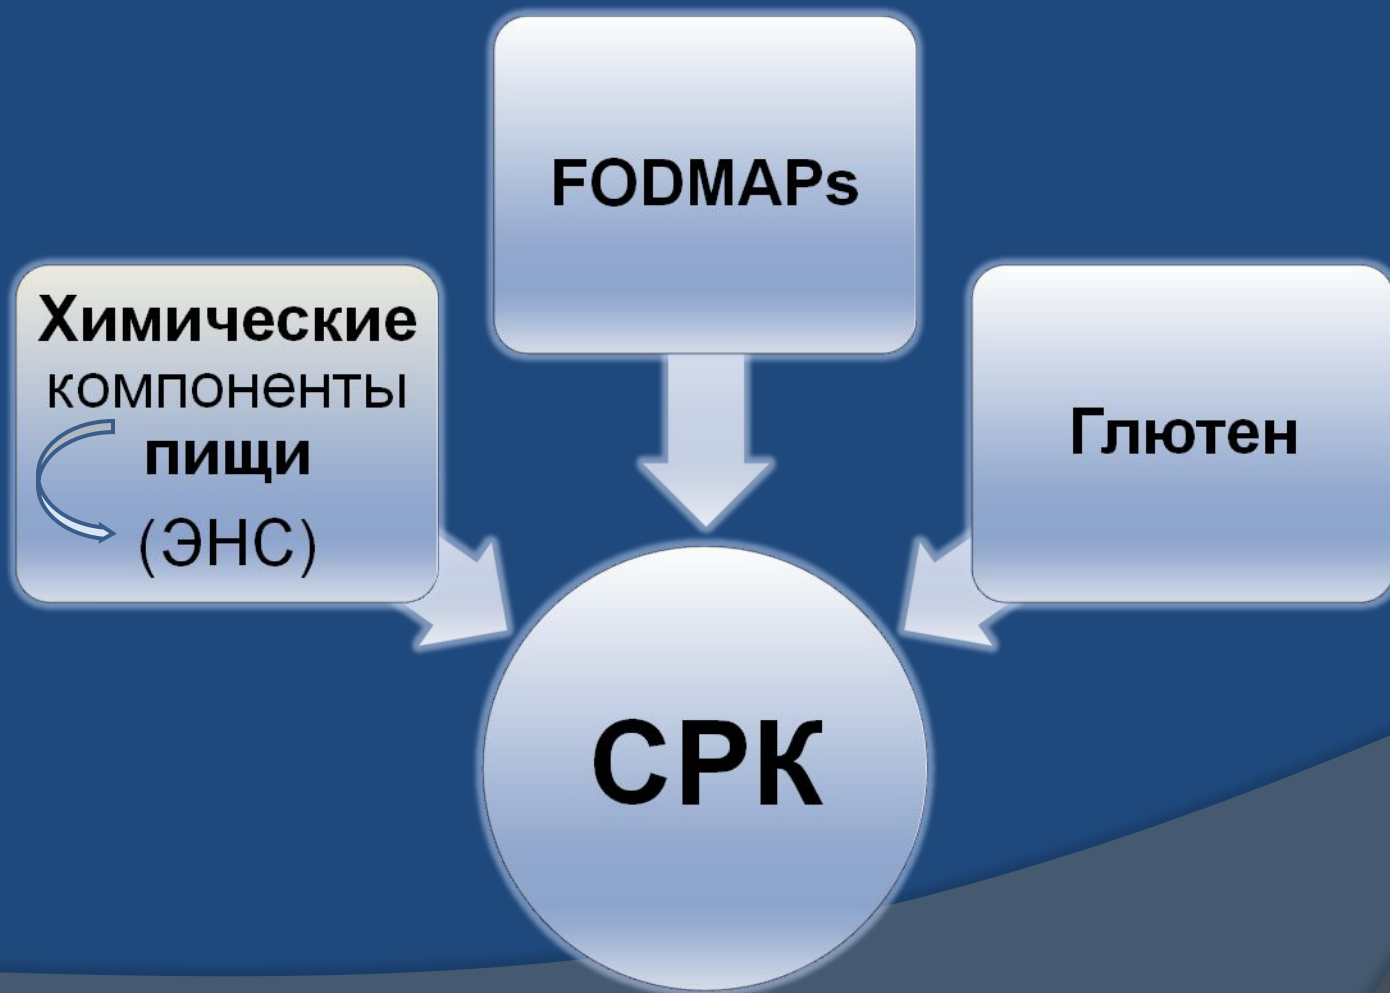 FODMAPs
Химические
компоненты
пищи
(ЭНС)
Глютен
СРК